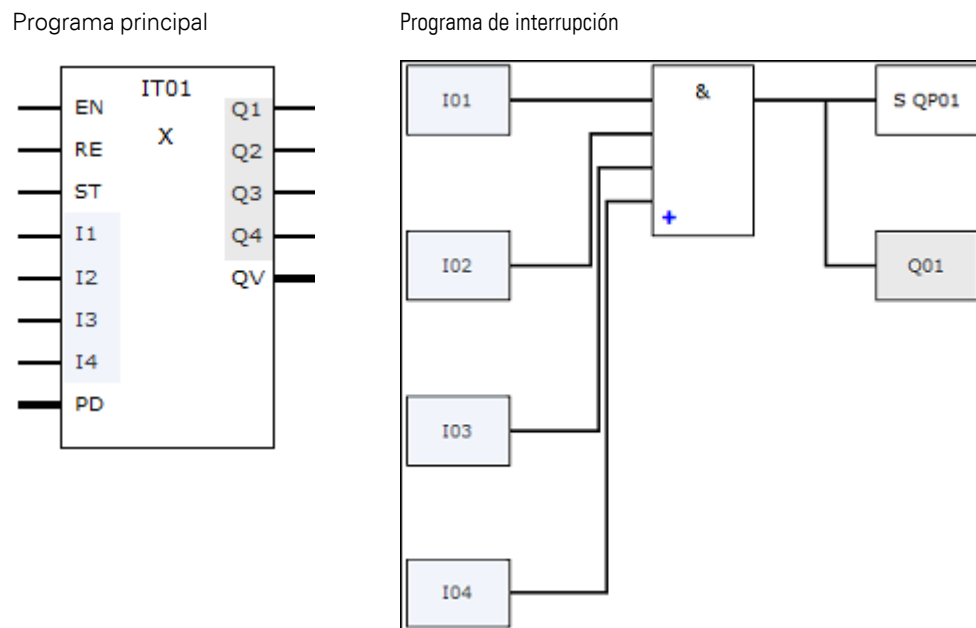 Programa principal
Programa de interrupción
IT01
X
EN
RE
ST
I1
I2
I3
I4
PD
Q1
Q2
Q3
Q4
QV
I01
I02
I03
I04
&
+
S QP01
Q01